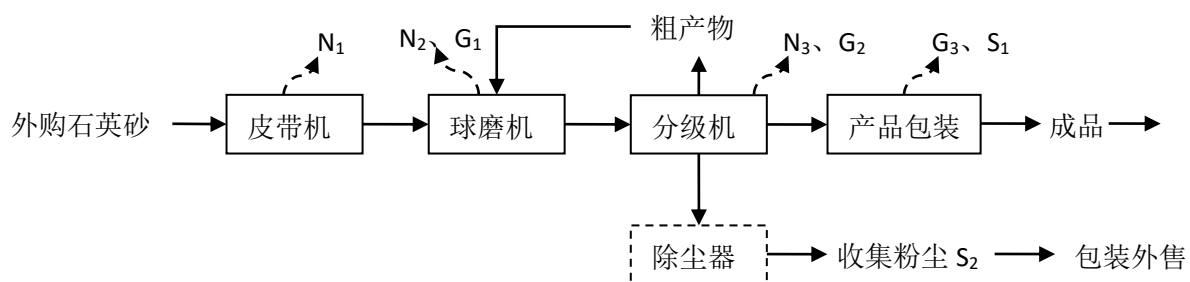 粗产物
N₁
N₂、G₁
N₃、G₂
G₃、S₁
外购石英砂
皮带机
球磨机
分级机
产品包装
成品
除尘器
收集粉尘 S₂
包装外售